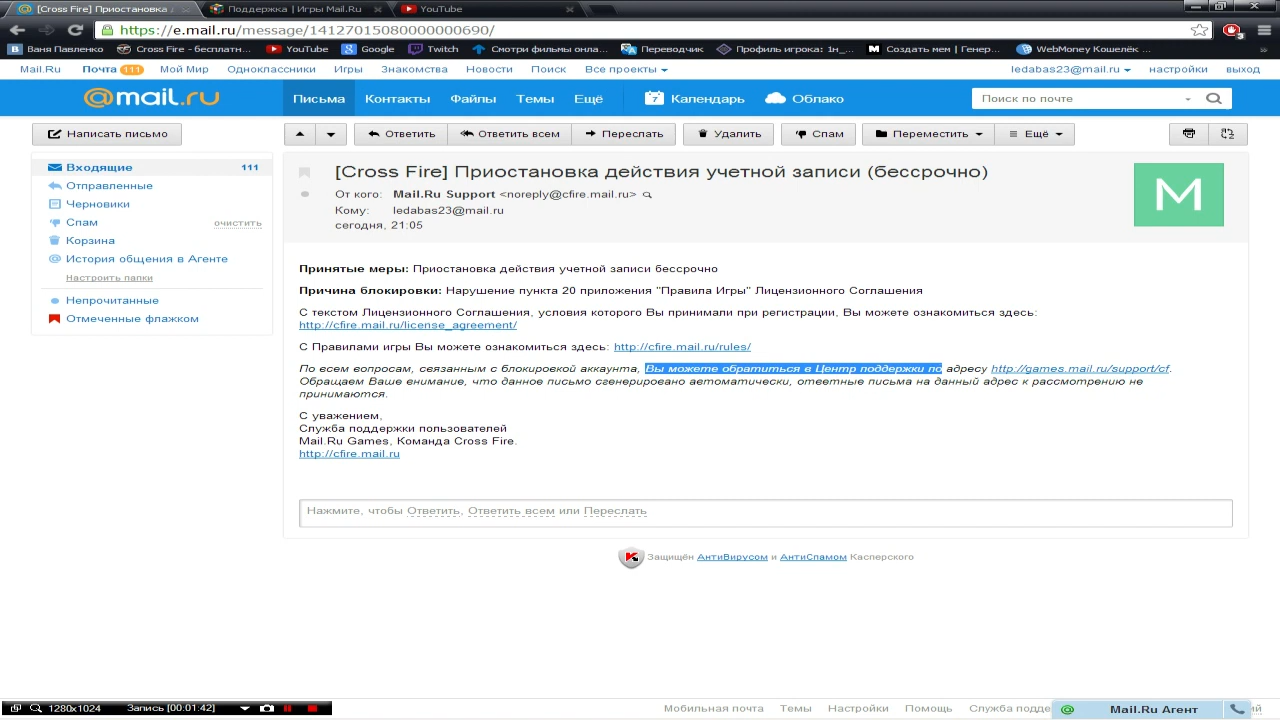 [Cross Fire] Приостановка
Поддержка | Игры Mail.Ru
YouTube
https://e.mail.ru/message/14127015080000000690/
Ваня Павленко
Cross Fire - бесплатн...
YouTube
Google
Twitch
Смотри фильмы онла...
Переводчик
Профиль игрока: 1н_...
Создать мем | Генер...
WebMoney Кошелёк ...
Mail.Ru
Почта 111
Мой Мир
Одноклассники
Игры
Знакомства
Новости
Поиск
Все проекты
ledabas23@mail.ru
настройки
выход
@mail.ru
Письма
Контакты
Файлы
Темы
Ещё
7 Календарь
Облако
Поиск по почте
Написать письмо
Ответить
Ответить всем
Переслать
Удалить
Спам
Переместить
Ещё
Входящие 111
Отправленные
Черновики
Спам очистить
Корзина
История общения в Агенте
Настроить папки
Непрочитанные
Отмеченные флажком
[Cross Fire] Приостановка действия учетной записи (бессрочно)
От кого: Mail.Ru Support <noreply@cfire.mail.ru>
Кому: ledabas23@mail.ru
сегодня, 21:05
M
Принятые меры: Приостановка действия учетной записи бессрочно
Причина блокировки: Нарушение пункта 20 приложения "Правила Игры" Лицензионного Соглашения
С текстом Лицензионного Соглашения, условия которого Вы принимали при регистрации, Вы можете ознакомиться здесь:
http://cfire.mail.ru/license_agreement/
С Правилами игры Вы можете ознакомиться здесь: http://cfire.mail.ru/rules/
По всем вопросам, связанным с блокировкой аккаунта, Вы можете обратиться в Центр поддержки по адресу http://games.mail.ru/support/cf.
Обращаем Ваше внимание, что данное письмо сгенерировано автоматически, ответные письма на данный адрес к рассмотрению не
принимаются.
С уважением,
Служба поддержки пользователей
Mail.Ru Games, Команда Cross Fire.
http://cfire.mail.ru
Нажмите, чтобы Ответить, Ответить всем или Переслать
Защищён АнтиВирусом и АнтиСпамом Касперского
1280x1024
Запись [00:01:42]
Мобильная почта
Темы
Настройки
Помощь
Служба подде
Mail.Ru Агент